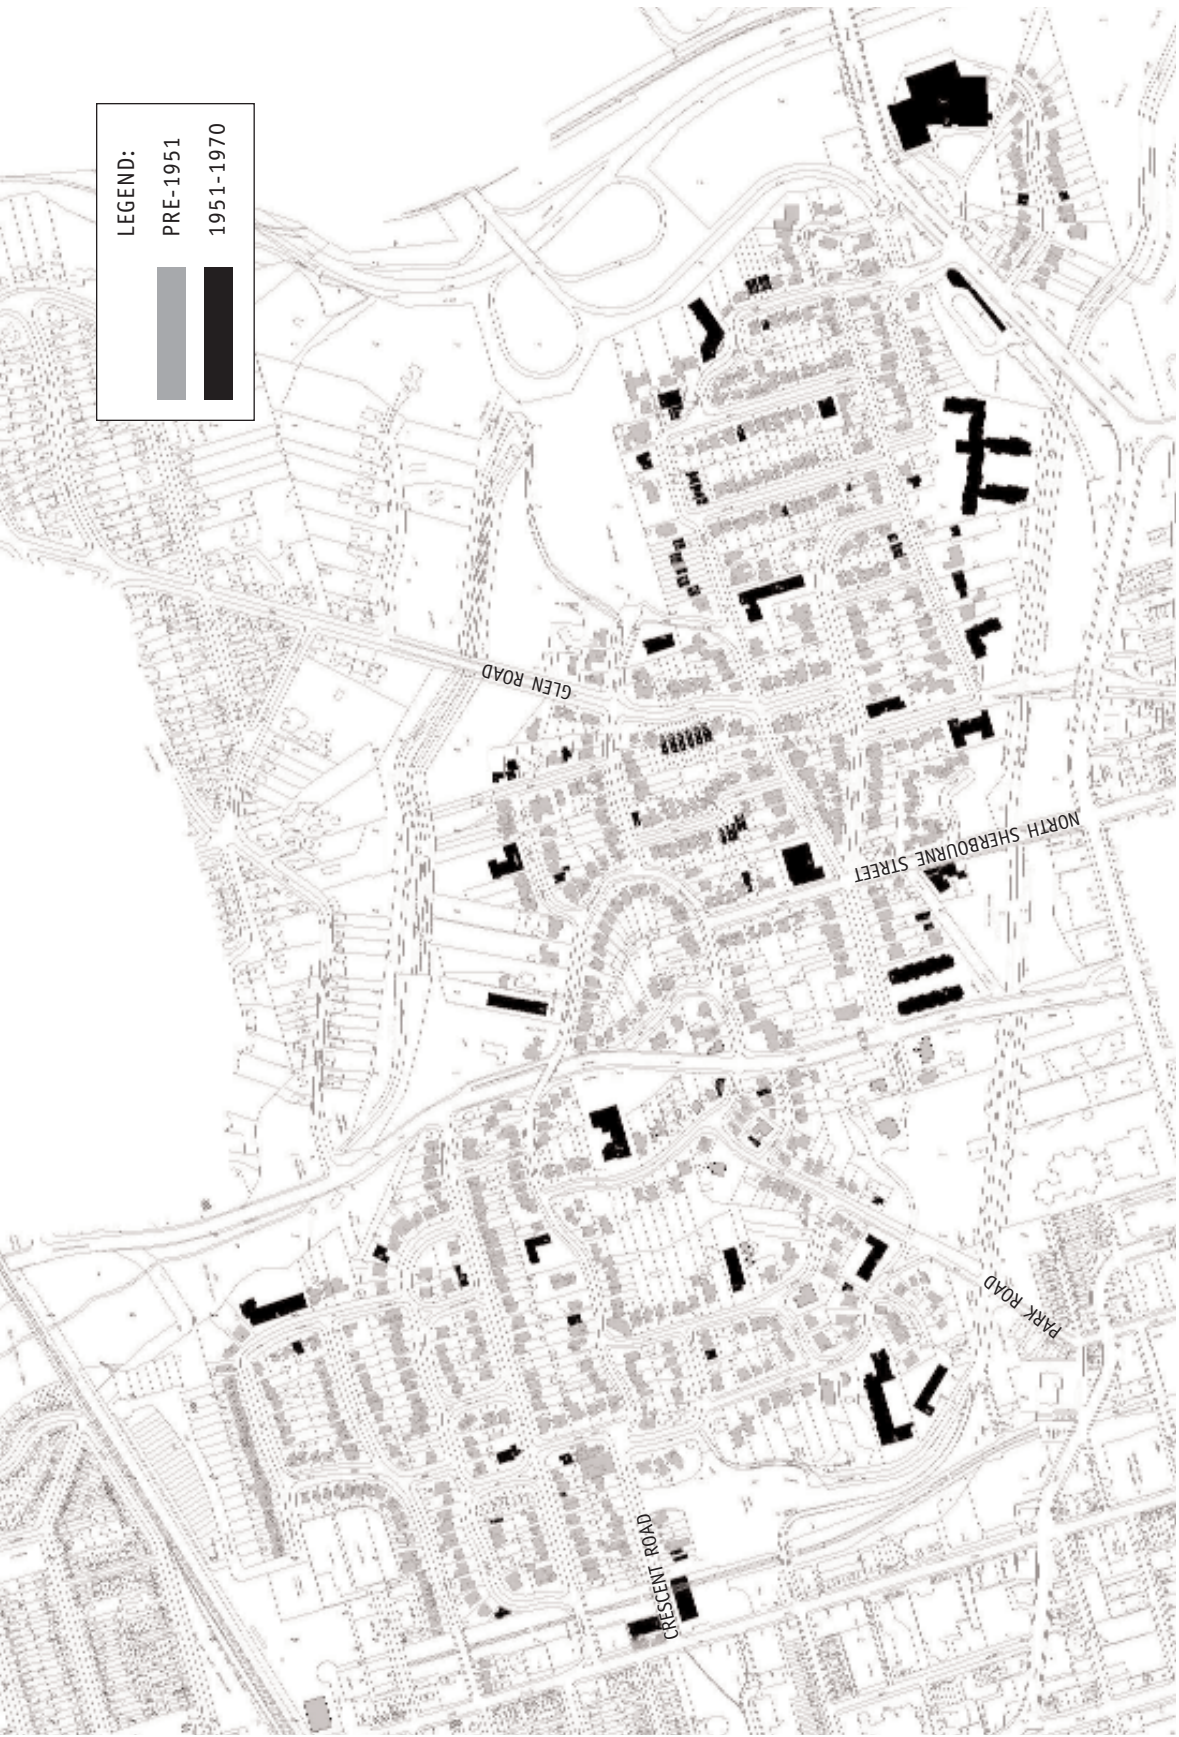 LEGEND:
PRE-1951
1951-1970
GLEN ROAD
NORTH SHERBOURNE STREET
PARK ROAD
CRESCENT ROAD